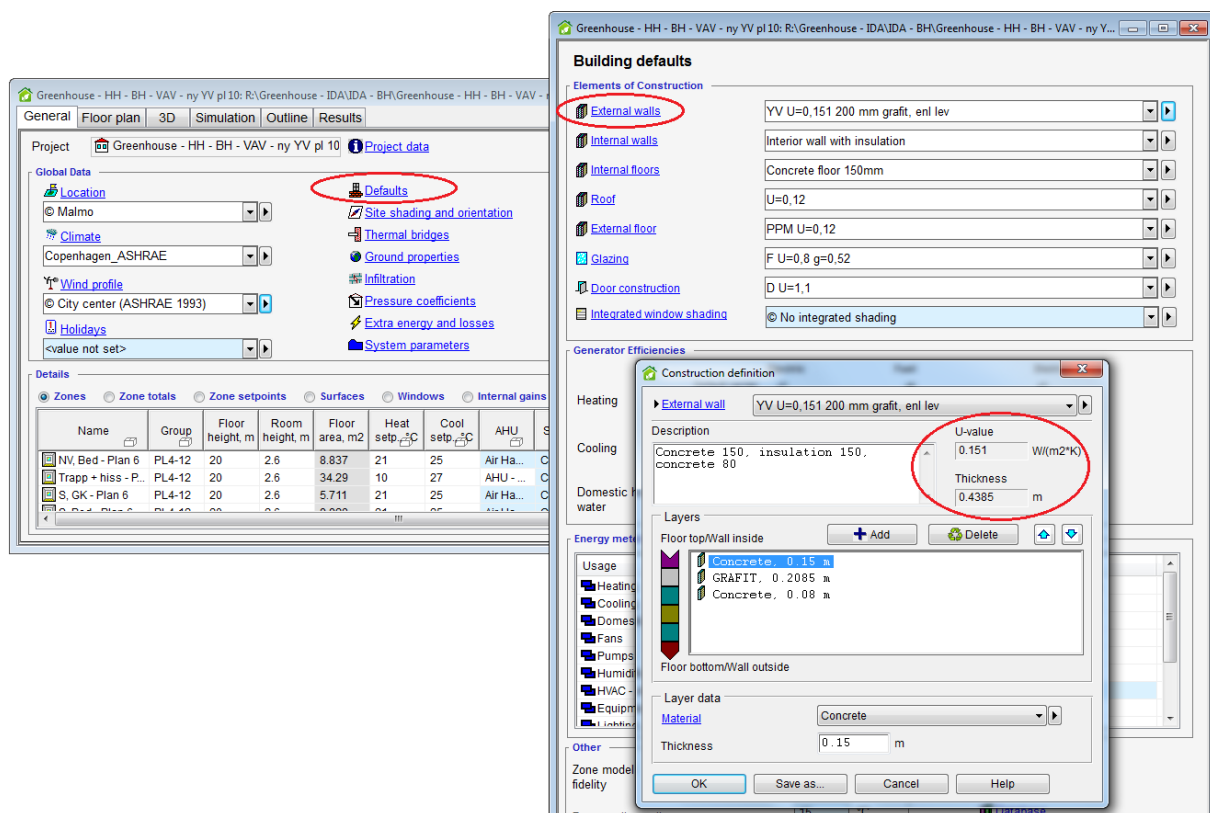 Greenhouse - HH - BH - VAV - ny YV pl 10: R:\Greenhouse - IDA\IDA - BH\Greenhouse - HH - BH - VAV -
General Floor plan 3D Simulation Outline Results
Project Greenhouse - HH - BH - VAV - ny YV pl 10 Project data
Global Data
Location
© Malmo
Climate
Copenhagen_ASHRAE
Wind profile
© City center (ASHRAE 1993)
Holidays
<value not set>
Defaults
Site shading and orientation
Thermal bridges
Ground properties
Infiltration
Pressure coefficients
Extra energy and losses
System parameters
Details
Zones Zone totals Zone setpoints Surfaces Windows Internal gains
Name Group Floor height, m Room height, m Floor area, m2 Heat setp., °C Cool setp., °C AHU
NV, Bed - Plan 6 PL4-12 20 2.6 8.837 21 25 Air Ha...
Trapp + hiss - P... PL4-12 20 2.6 34.29 10 27 AHU - ...
S, GK - Plan 6 PL4-12 20 2.6 5.711 21 25 Air Ha...
Greenhouse - HH - BH - VAV - ny YV pl 10: R:\Greenhouse - IDA\IDA - BH\Greenhouse - HH - BH - VAV - ny Y...
Building defaults
Elements of Construction
External walls YV U=0,151 200 mm grafit, enl lev
Internal walls Interior wall with insulation
Internal floors Concrete floor 150mm
Roof U=0,12
External floor PPM U=0,12
Glazing F U=0,8 g=0,52
Door construction D U=1,1
Integrated window shading © No integrated shading
Generator Efficiencies
Heating
Cooling
Domestic
water
Energy
Usage
Heating
Cooling
Fans
Pumps
HVAC -
Other
Zone model
fidelity
Construction definition
External wall YV U=0,151 200 mm grafit, enl lev
Description
Concrete 150, insulation 150,
concrete 80
U-value
0.151 W/(m2*K)
Thickness
0.4385 m
Layers
Floor top/Wall inside Add Delete
Concrete, 0.15 m
GRAFIT, 0.2085 m
Concrete, 0.08 m
Floor bottom/Wall outside
Layer data
Material Concrete
Thickness 0.15 m
OK Save as... Cancel Help